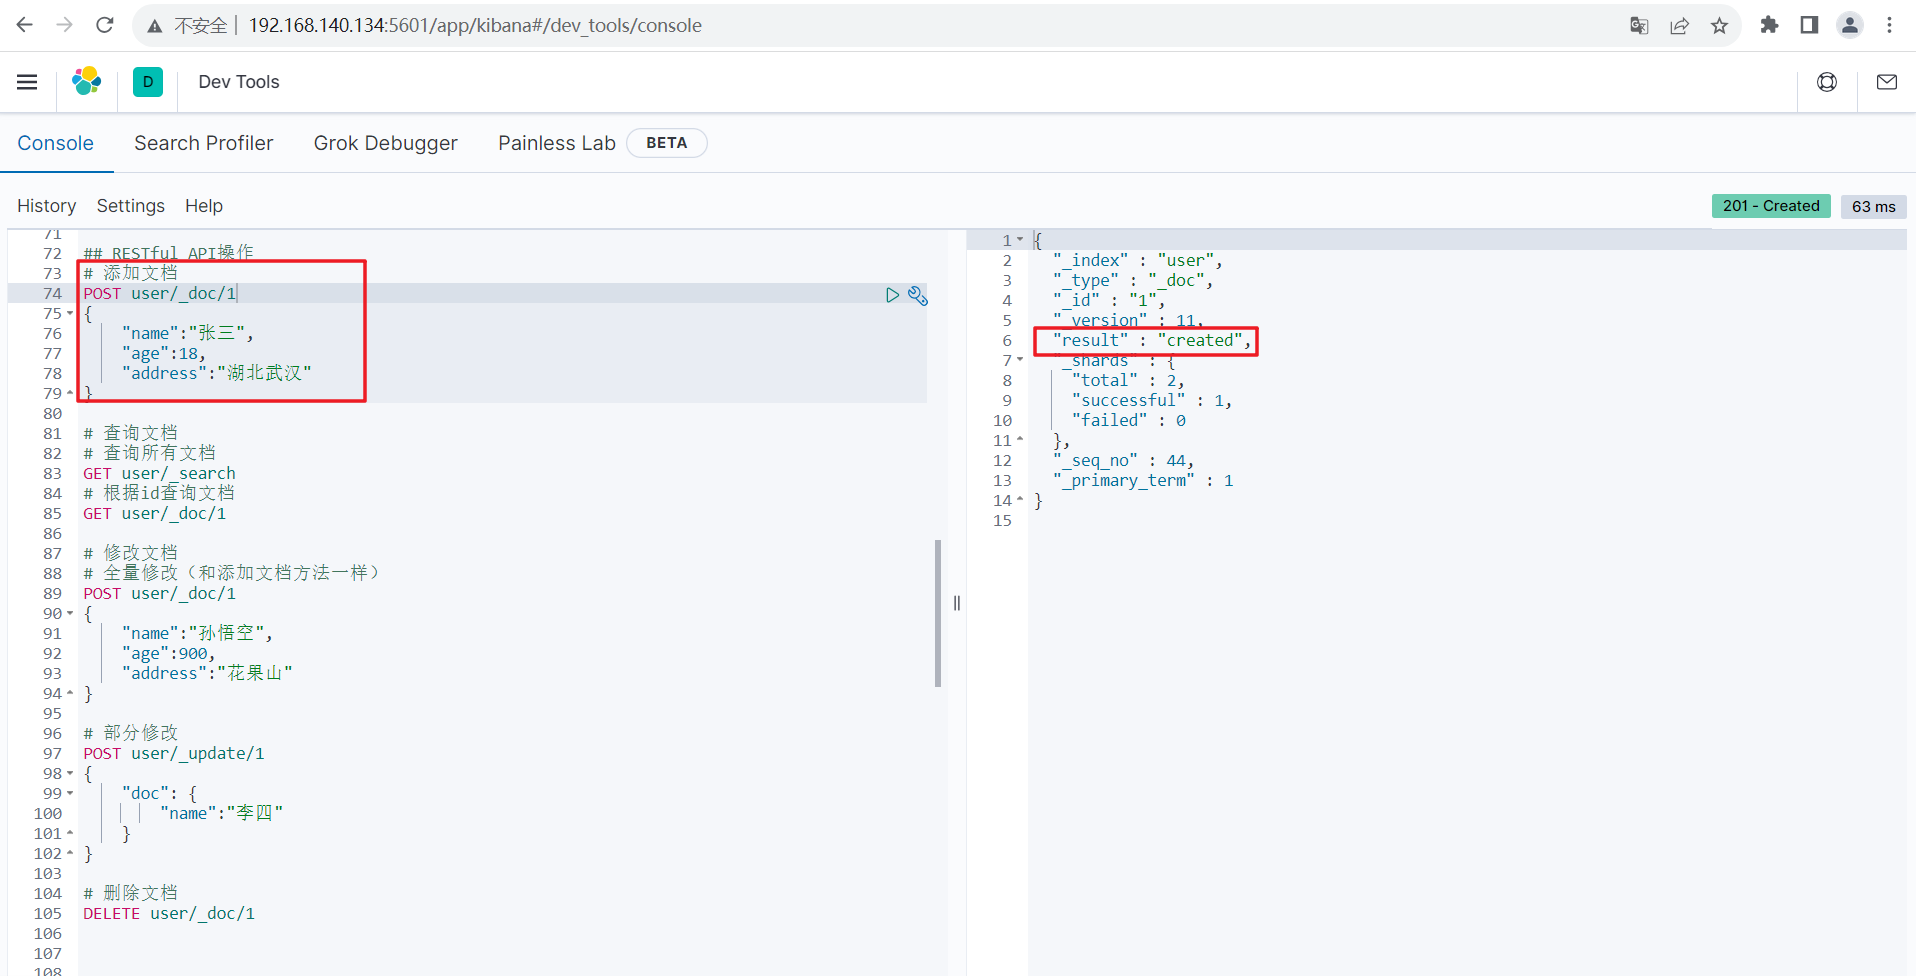 不安全 | 192.168.140.134:5601/app/kibana#/dev_tools/console
D Dev Tools
Console Search Profiler Grok Debugger Painless Lab BETA
History Settings Help
201 - Created 63 ms
71
72 ## RESTful API操作
73 # 添加文档
74 POST user/_doc/1
75 {
76 "name":"张三",
77 "age":18,
78 "address":"湖北武汉"
79 }
80
81 # 查询文档
82 # 查询所有文档
83 GET user/_search
84 # 根据id查询文档
85 GET user/_doc/1
86
87 # 修改文档
88 # 全量修改（和添加文档方法一样）
89 POST user/_doc/1
90 {
91 "name":"孙悟空",
92 "age":900,
93 "address":"花果山"
94 }
95
96 # 部分修改
97 POST user/_update/1
98 {
99 "doc": {
100 "name":"李四"
101 }
102 }
103
104 # 删除文档
105 DELETE user/_doc/1
106
107
108
1 {
2 "_index" : "user",
3 "_type" : "_doc",
4 "_id" : "1",
5 "_version" : 11,
6 "result" : "created",
7 "_shards" : {
8 "total" : 2,
9 "successful" : 1,
10 "failed" : 0
11 },
12 "_seq_no" : 44,
13 "_primary_term" : 1
14 }
15